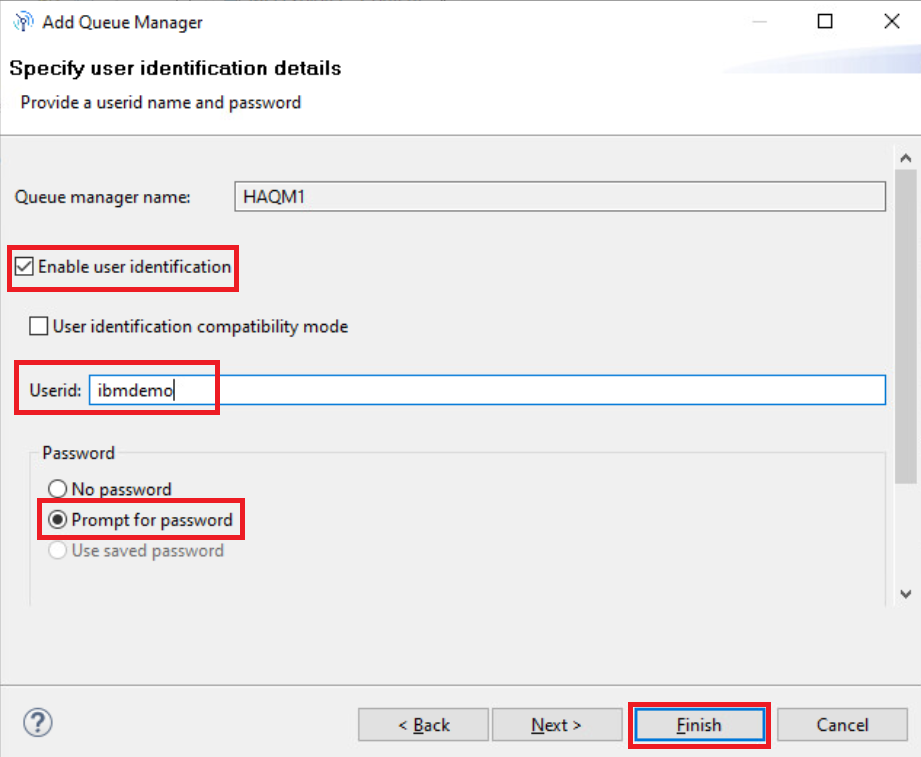 Add Queue Manager
Specify user identification details
Provide a userid name and password
Queue manager name: HAQM1
Enable user identification
User identification compatibility mode
Userid: ibmdemo
Password
No password
Prompt for password
Use saved password
? < Back Next > Finish Cancel